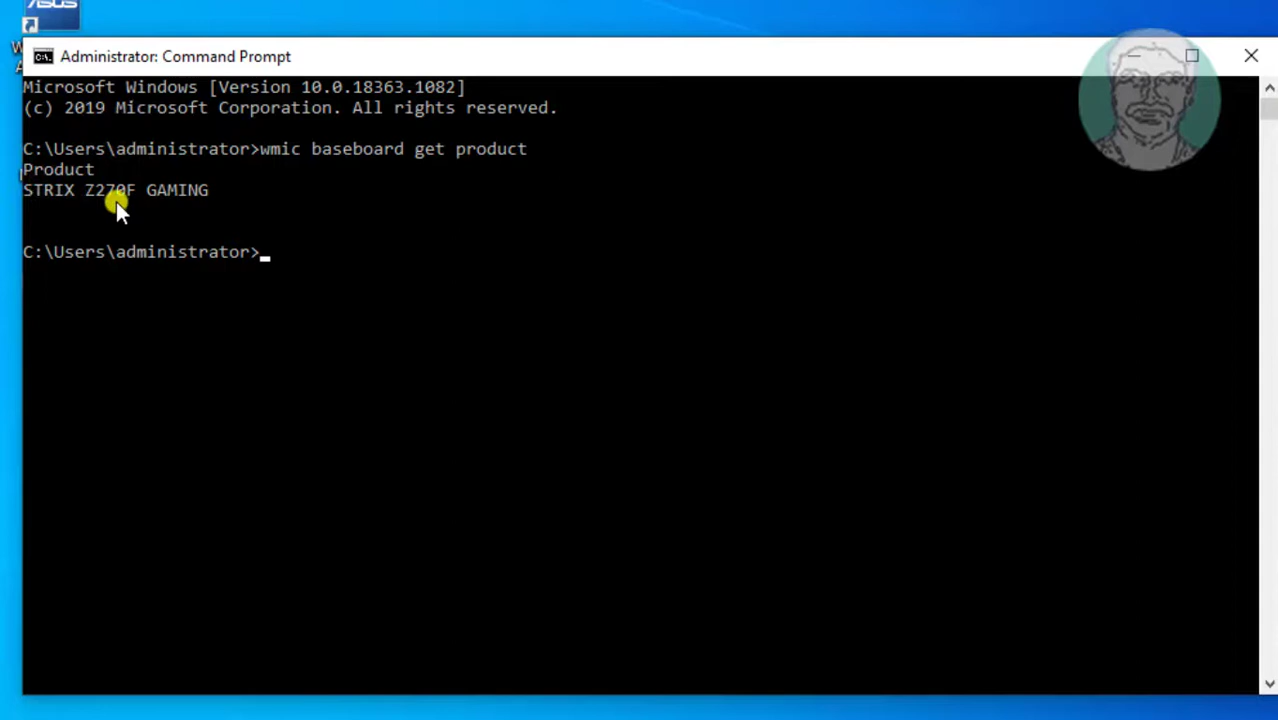 ASUS
Administrator: Command Prompt
Microsoft Windows [Version 10.0.18363.1082]
(c) 2019 Microsoft Corporation. All rights reserved.
C:\Users\administrator>wmic baseboard get product
Product
STRIX Z270F GAMING
C:\Users\administrator>